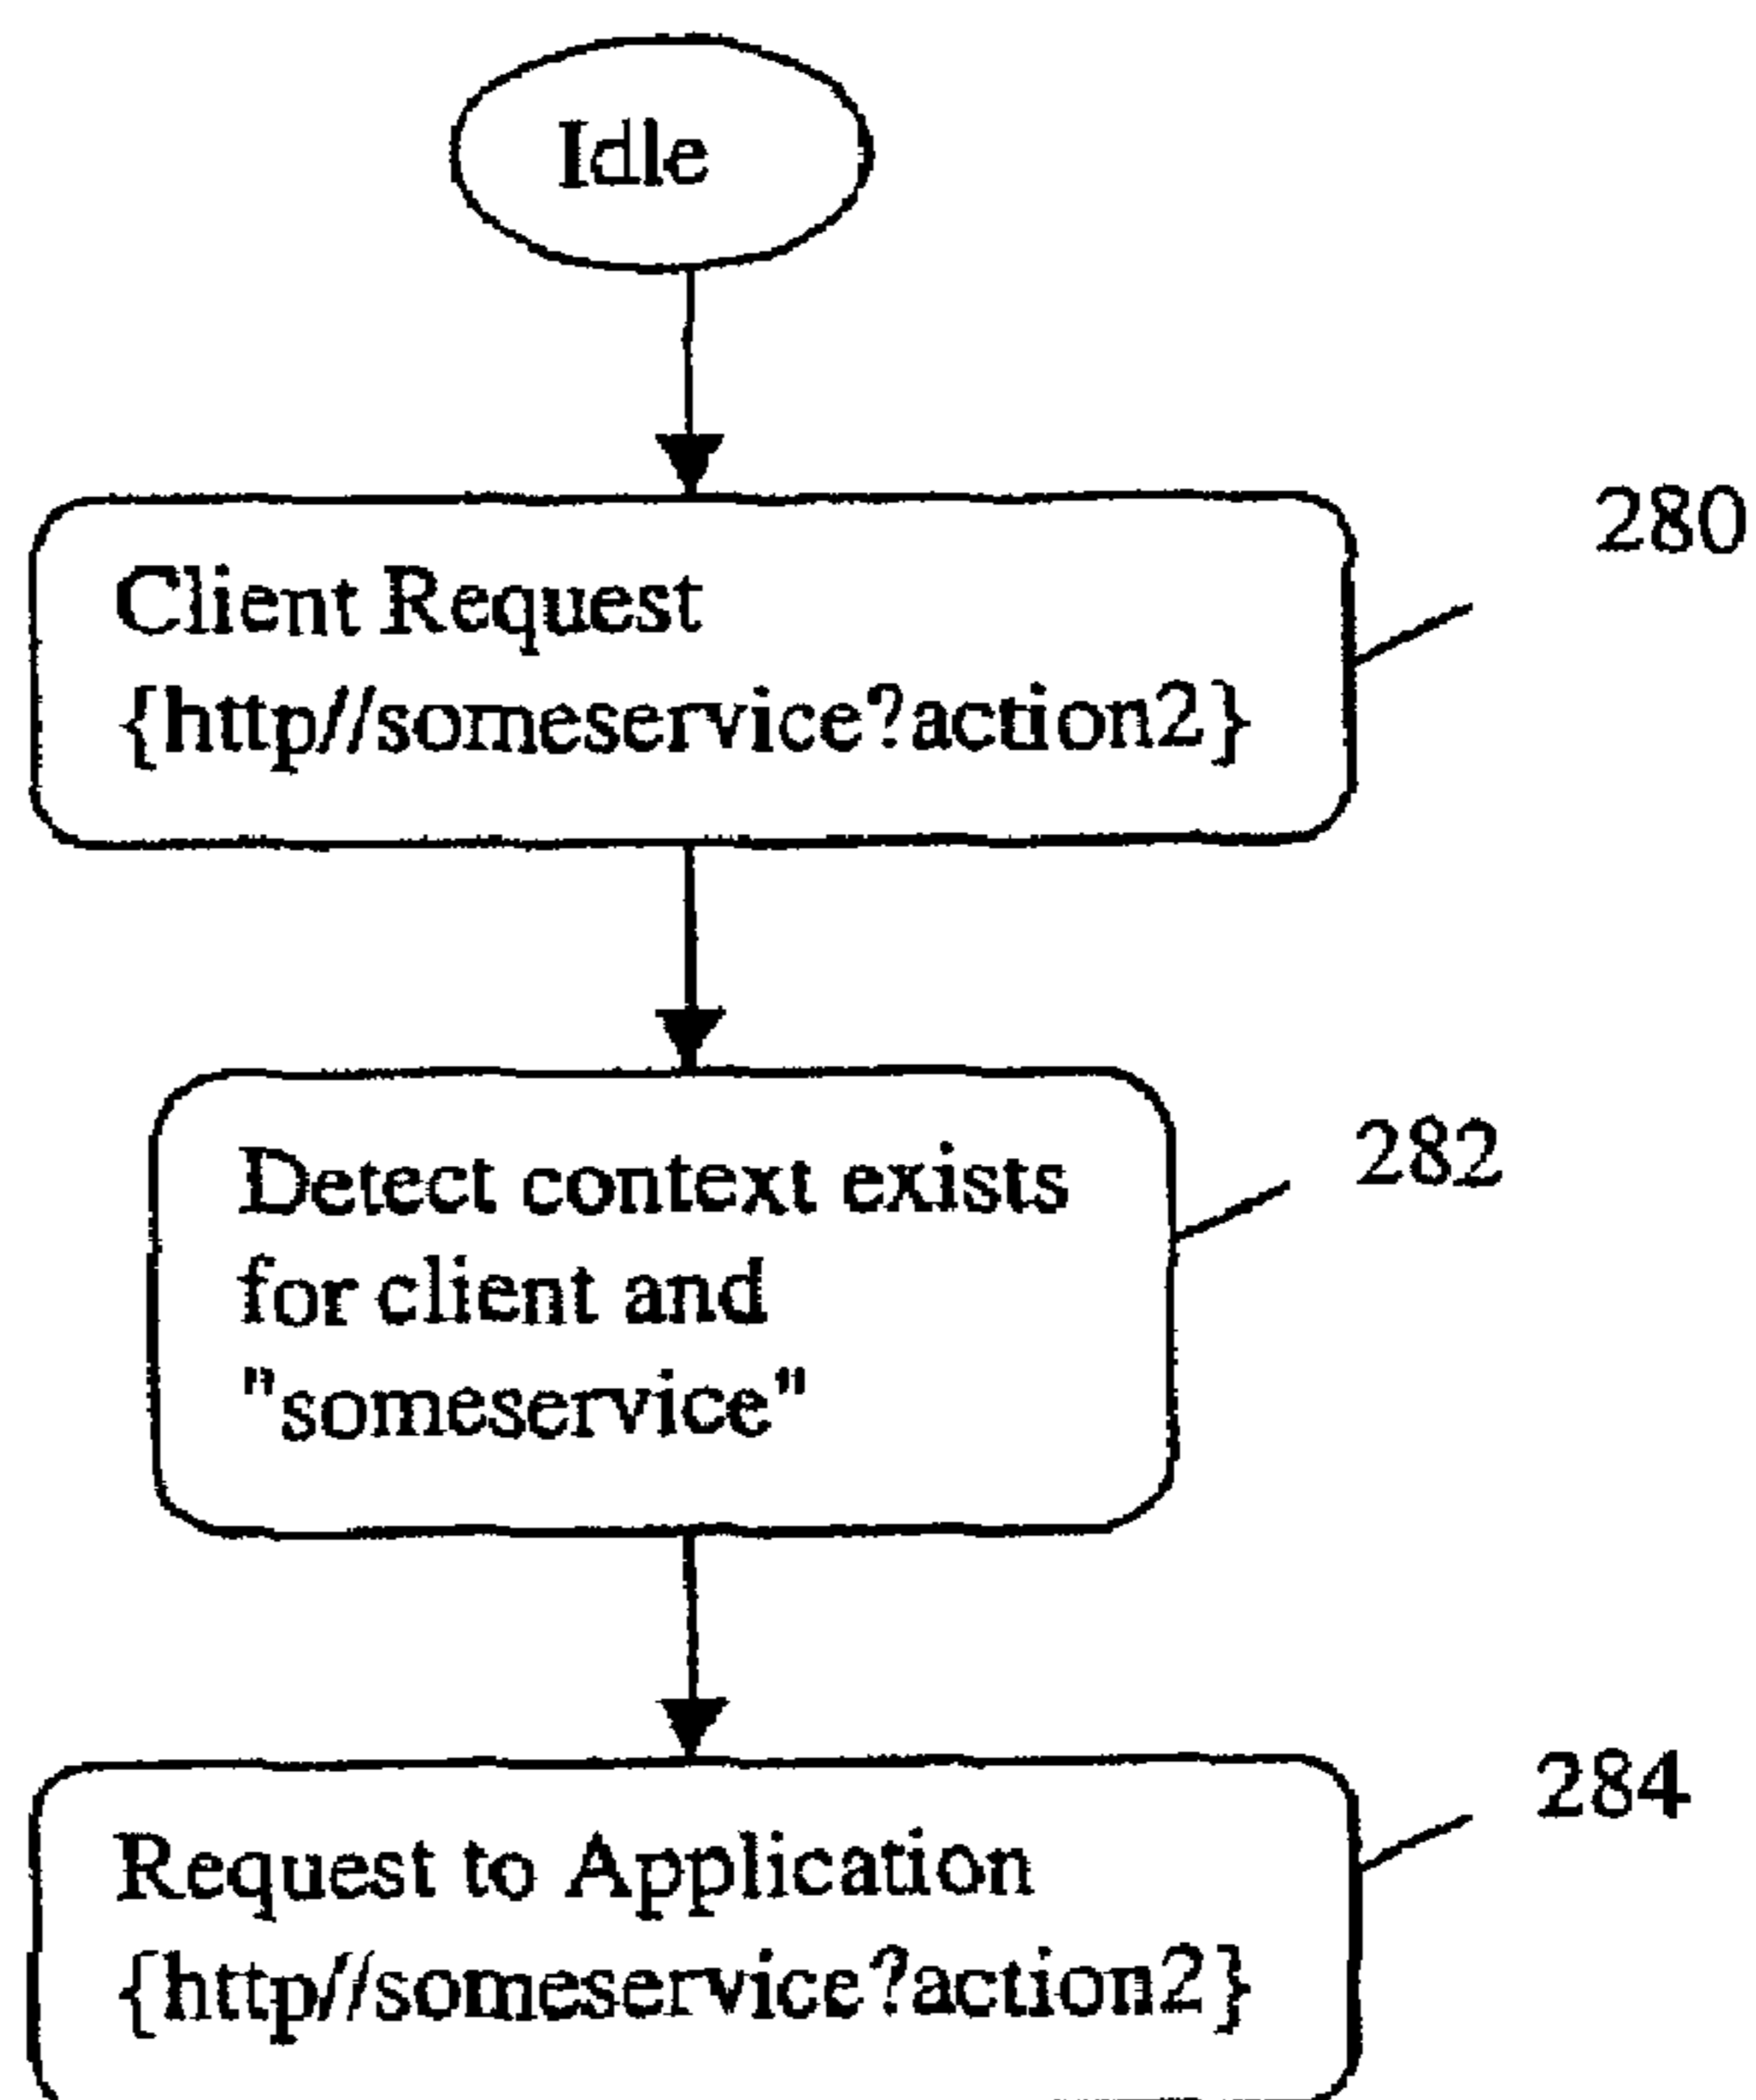 Idle
280
Client Request
{http//someservice?action2}
282
Detect context exists
for client and
"someservice"
284
Request to Application
{http//someservice?action2}